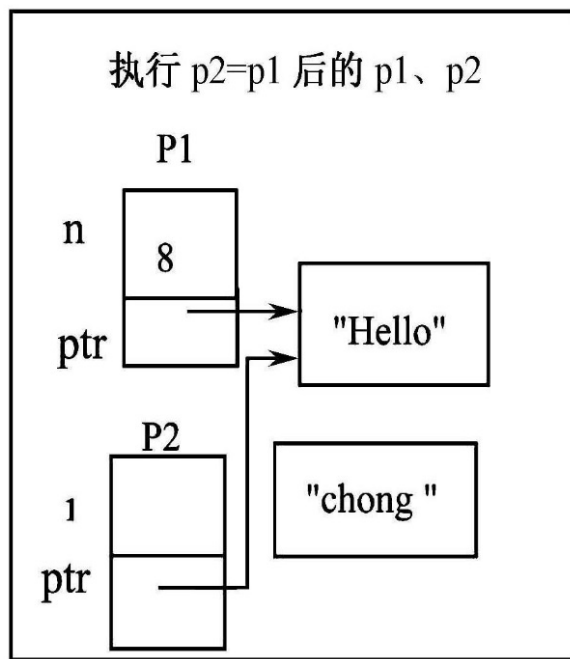 执行 p2=p1 后的 p1、p2
P1
n
8
ptr
"Hello"
P2
1
"chong "
ptr